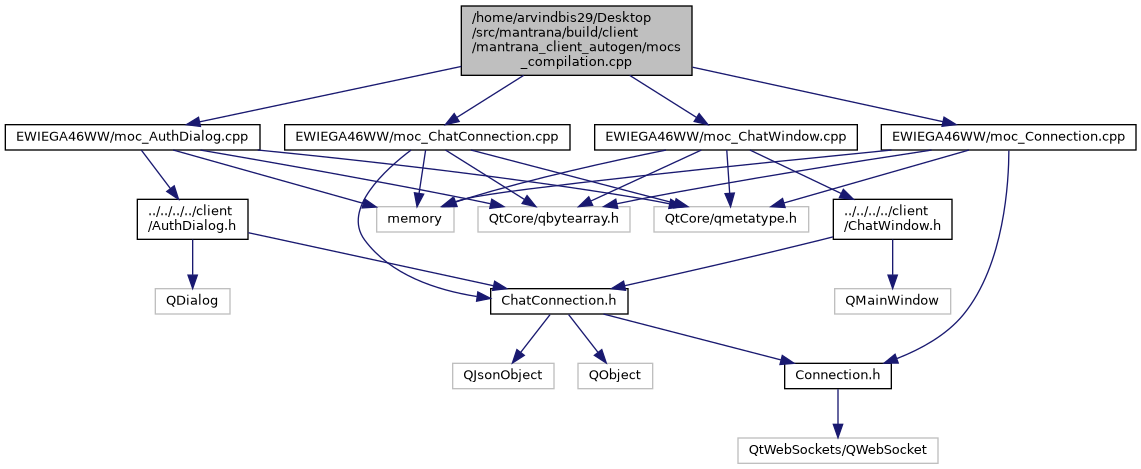 /home/arvindbis29/Desktop
/src/mantrana/build/client
/mantrana_client_autogen/mocs
_compilation.cpp
EWIEGA46WW/moc_AuthDialog.cpp
EWIEGA46WW/moc_ChatConnection.cpp
EWIEGA46WW/moc_ChatWindow.cpp
EWIEGA46WW/moc_Connection.cpp
../../../../client
/AuthDialog.h
memory
QtCore/qbytearray.h
QtCore/qmetatype.h
../../../../client
/ChatWindow.h
QDialog
ChatConnection.h
QMainWindow
QJsonObject
QObject
Connection.h
QtWebSockets/QWebSocket